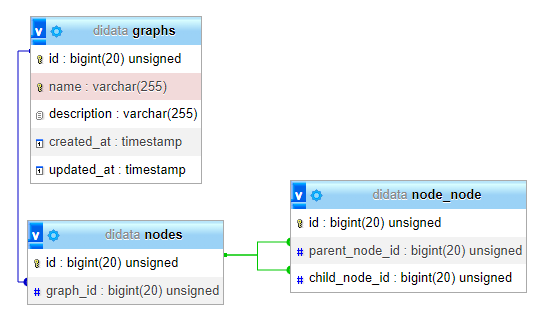 v didata graphs
id : bigint(20) unsigned
name : varchar(255)
description : varchar(255)
created_at : timestamp
updated_at : timestamp
v didata nodes
id : bigint(20) unsigned
# graph_id : bigint(20) unsigned
v didata node_node
id : bigint(20) unsigned
# parent_node_id : bigint(20) unsigned
# child_node_id : bigint(20) unsigned